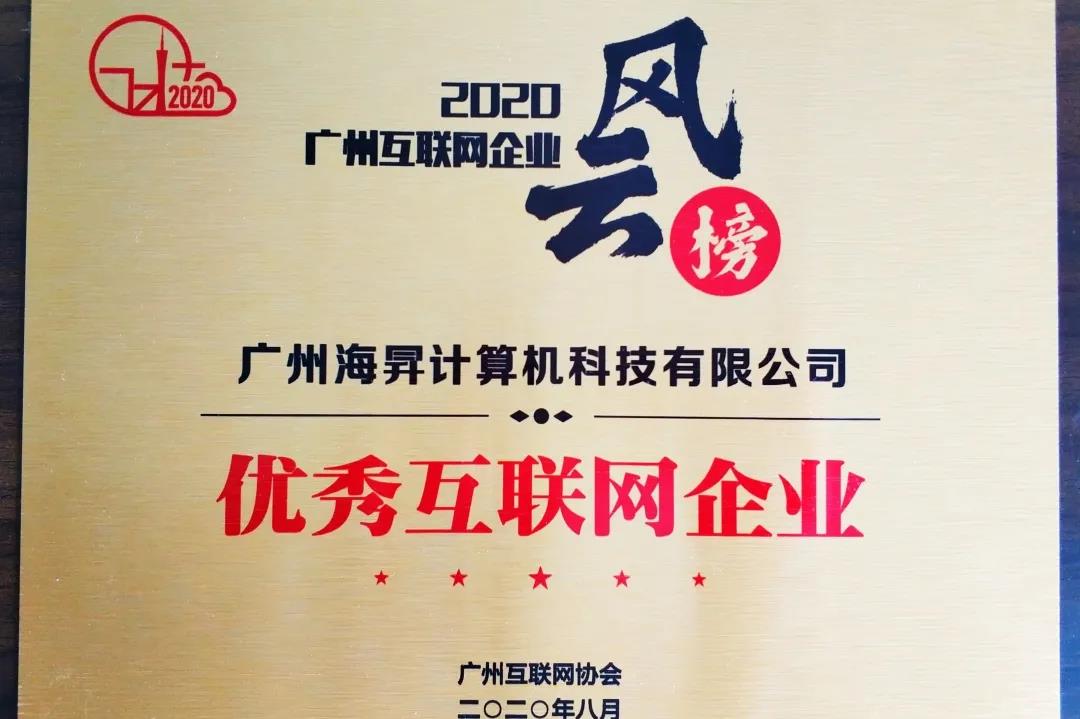 2020
2020
广州互联网企业
风云
榜
广州海昇计算机科技有限公司
优秀互联网企业
广州互联网协会
二〇二〇年八月